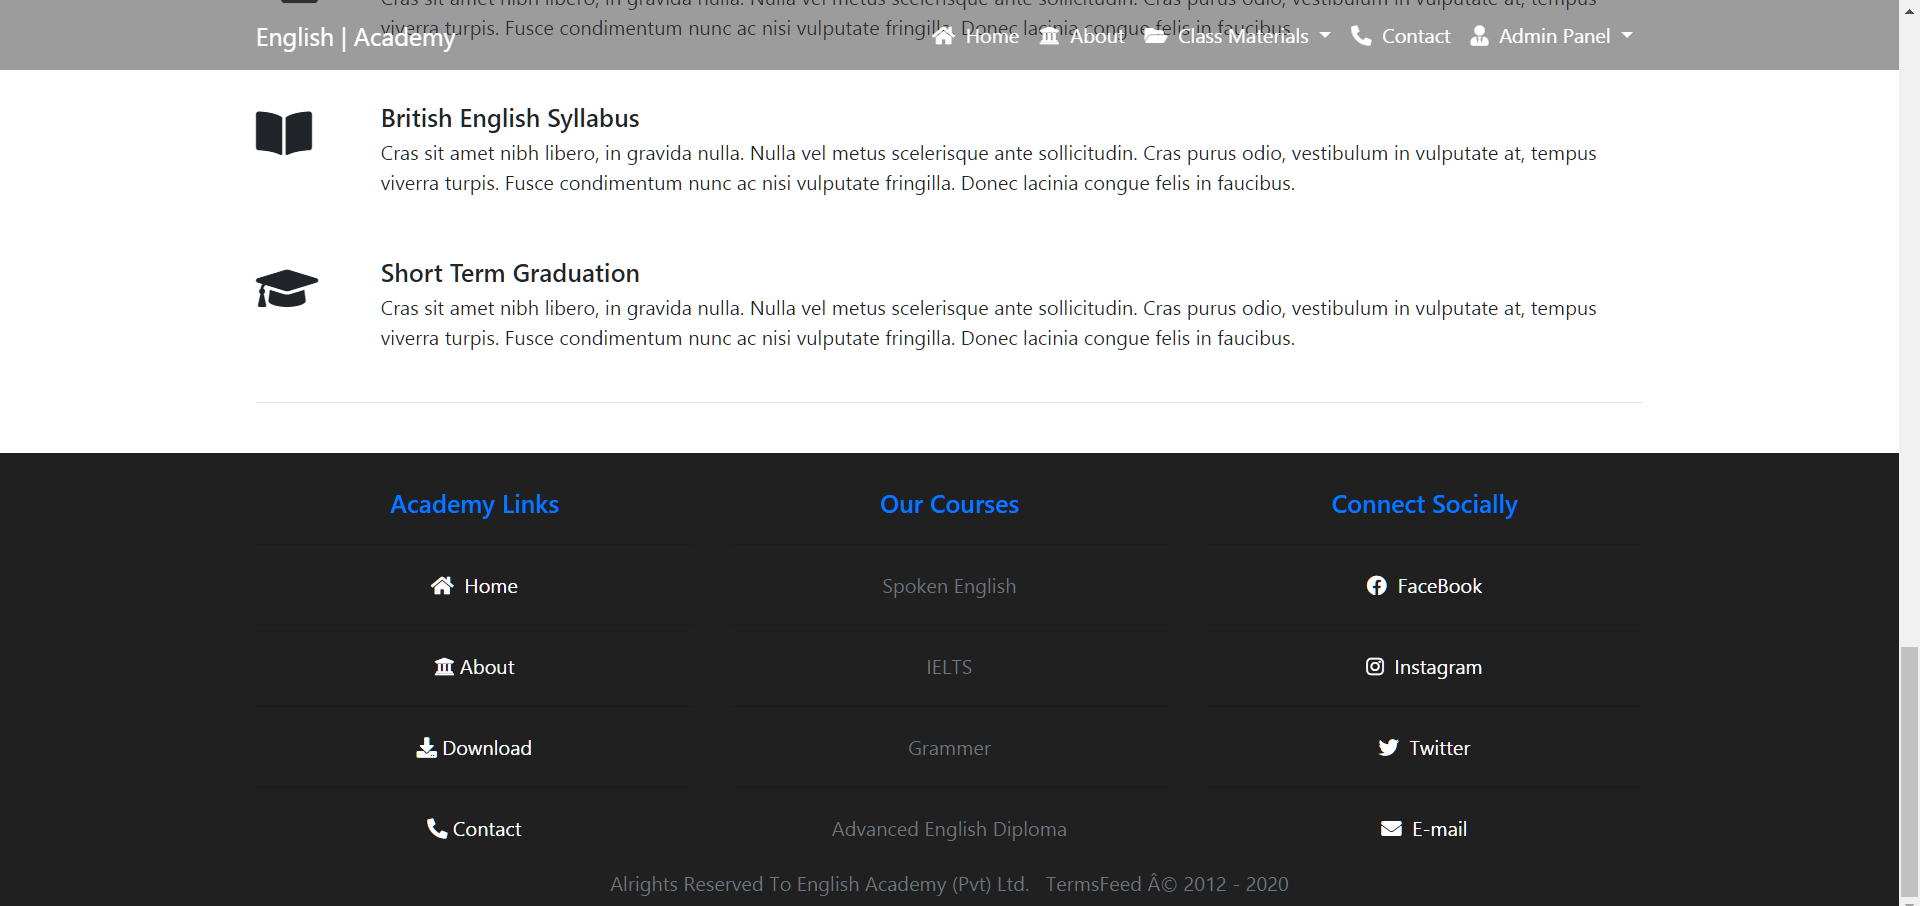 Cras sit amet nibh libero, in gravida nulla. Nulla vel metus scelerisque ante sollicitudin. Cras purus odio, vestibulum in vulputate at, tempus
viverra turpis. Fusce condimentum nunc ac nisi vulputate fringilla. Donec lacinia congue felis in faucibus.
English | Academy Home About Class Materials Contact Admin Panel
British English Syllabus
Cras sit amet nibh libero, in gravida nulla. Nulla vel metus scelerisque ante sollicitudin. Cras purus odio, vestibulum in vulputate at, tempus
viverra turpis. Fusce condimentum nunc ac nisi vulputate fringilla. Donec lacinia congue felis in faucibus.
Short Term Graduation
Cras sit amet nibh libero, in gravida nulla. Nulla vel metus scelerisque ante sollicitudin. Cras purus odio, vestibulum in vulputate at, tempus
viverra turpis. Fusce condimentum nunc ac nisi vulputate fringilla. Donec lacinia congue felis in faucibus.
Academy Links
Home
About
Download
Contact
Our Courses
Spoken English
IELTS
Grammer
Advanced English Diploma
Connect Socially
FaceBook
Instagram
Twitter
E-mail
Alrights Reserved To English Academy (Pvt) Ltd. TermsFeed Â© 2012 - 2020